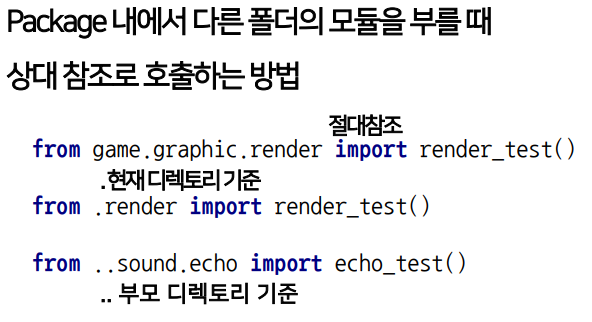 Package 내에서 다른 폴더의 모듈을 부를 때
상대 참조로 호출하는 방법
절대참조
from game.graphic.render import render_test()
.현재 디렉토리 기준
from .render import render_test()
from ..sound.echo import echo_test()
.. 부모 디렉토리 기준